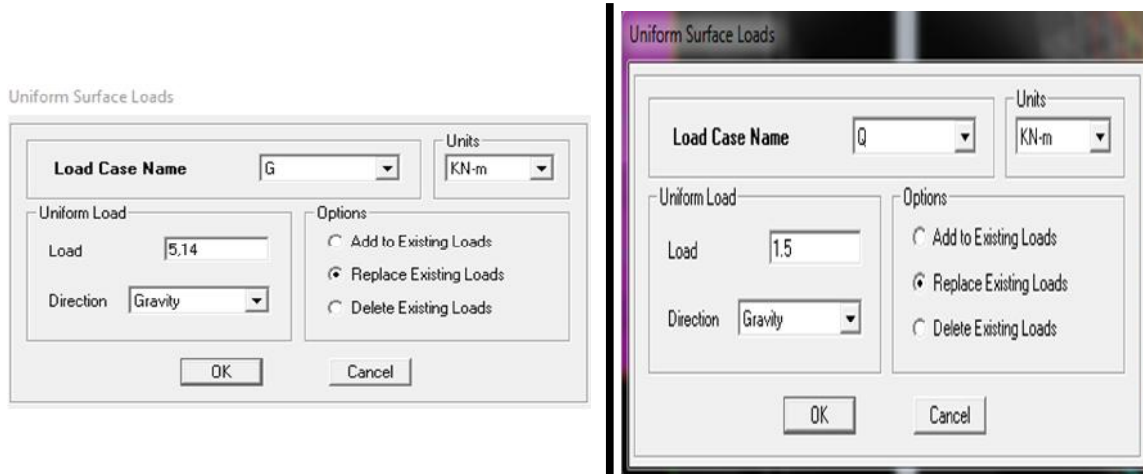 Uniform Surface Loads
Units
Load Case Name G KN-m
Uniform Load
Options
Load 5,14
Add to Existing Loads
Replace Existing Loads
Direction Gravity
Delete Existing Loads
OK Cancel
Uniform Surface Loads
Units
Load Case Name Q KN-m
Uniform Load
Options
Load 1.5
Add to Existing Loads
Replace Existing Loads
Direction Gravity
Delete Existing Loads
OK Cancel